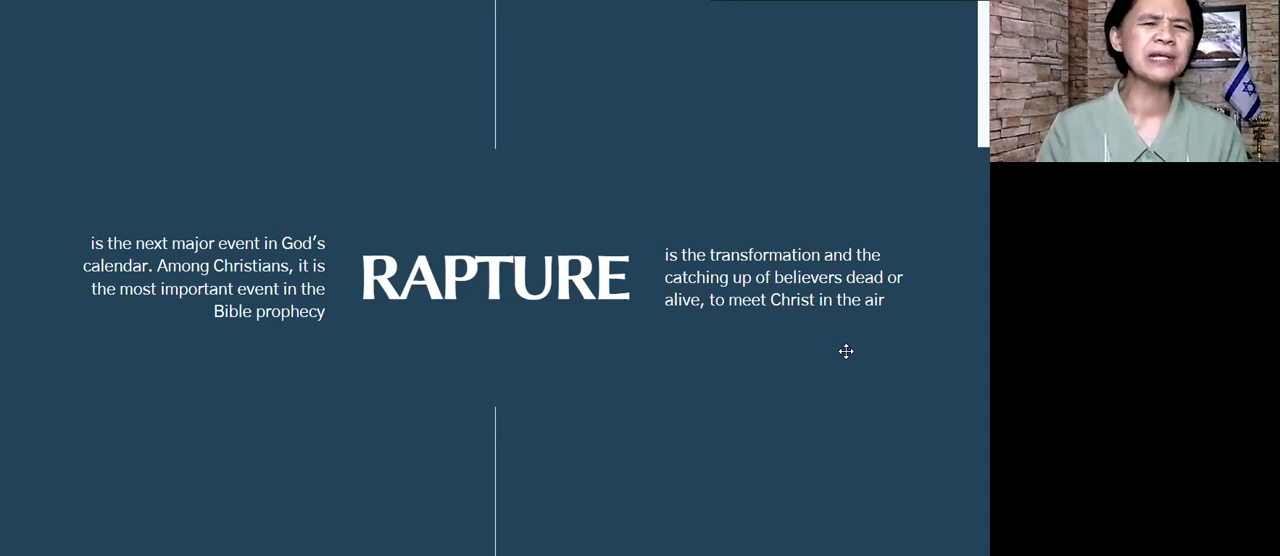 is the next major event in God's
calendar. Among Christians, it is
the most important event in the
Bible prophecy
RAPTURE
is the transformation and the
catching up of believers dead or
alive, to meet Christ in the air